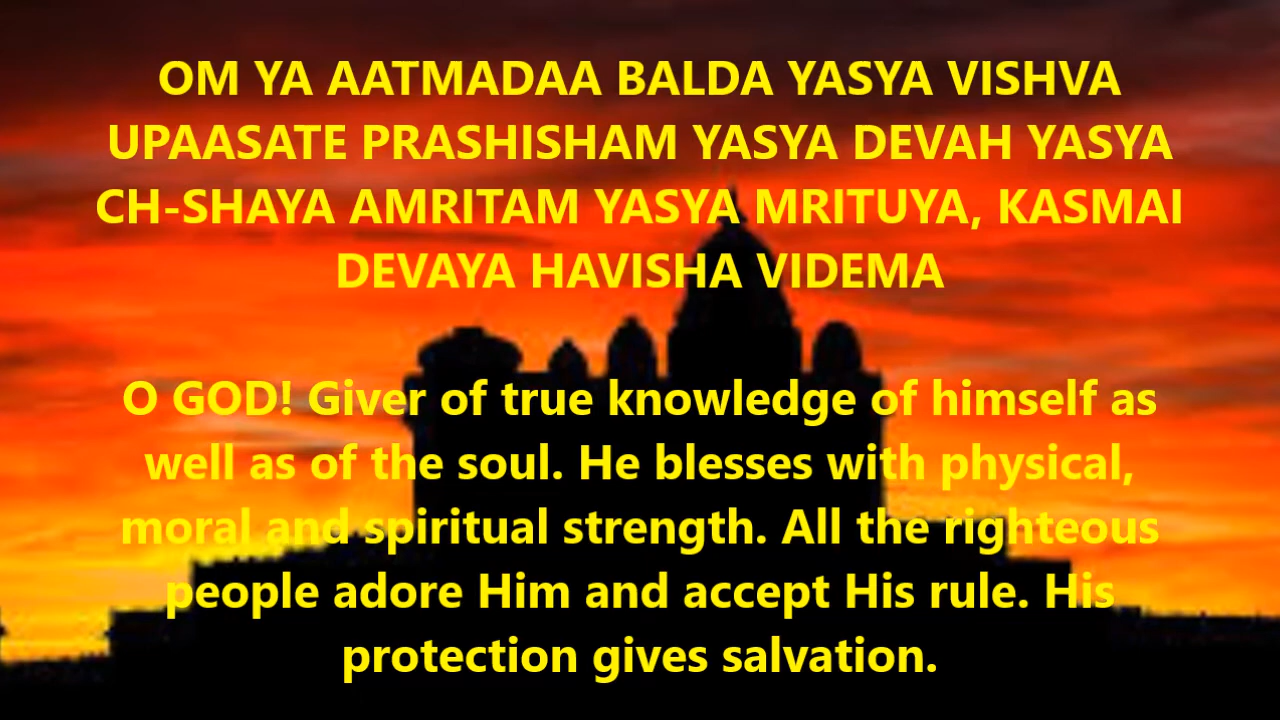 OM YA AATMADAA BALDA YASYA VISHVA
UPAASATE PRASHISHAM YASYA DEVAH YASYA
CH-SHAYA AMRITAM YASYA MRITUYA, KASMAI
DEVAYA HAVISHA VIDEMA
O GOD! Giver of true knowledge of himself as
well as of the soul. He blesses with physical,
moral and spiritual strength. All the righteous
people adore Him and accept His rule. His
protection gives salvation.